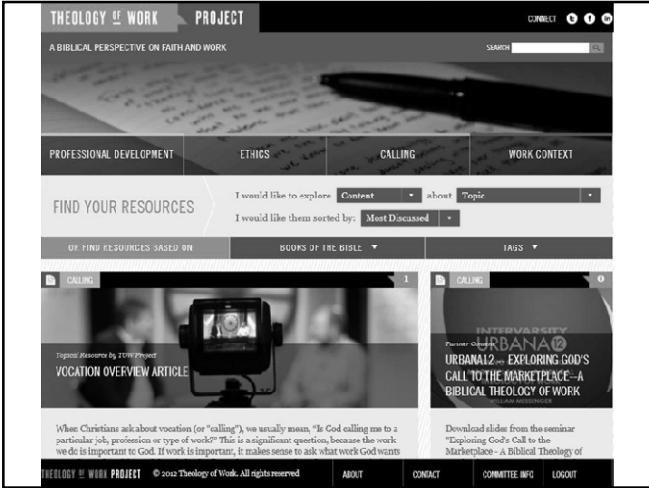 THEOLOGY OF WORK PROJECT
CONNECT
A BIBLICAL PERSPECTIVE ON FAITH AND WORK
SEARCH
PROFESSIONAL DEVELOPMENT ETHICS CALLING WORK CONTEXT
FIND YOUR RESOURCES
I would like to explore Content about Topic
I would like them sorted by: Most Discussed
OR FIND RESOURCES BASED ON BOOKS OF THE BIBLE TAGS
CALLING 1
Topical Resource by TOW Project
VOCATION OVERVIEW ARTICLE
When Christians ask about vocation (or "calling"), we usually mean, "Is God calling me to a
particular job, profession or type of work?" This is a significant question, because the work
we do is important to God. If work is important, it makes sense to ask what work God wants
CALLING 0
INTERVARSITY
URBANA 12
URBANA12 – EXPLORING GOD'S
CALL TO THE MARKETPLACE–A
BIBLICAL THEOLOGY OF WORK
WILLIAM MESSENGER
Download slides from the seminar
"Exploring God's Call to the
Marketplace - A Biblical Theology of
THEOLOGY OF WORK PROJECT © 2012 Theology of Work. All rights reserved ABOUT CONTACT COMMITTEE INFO LOGOUT